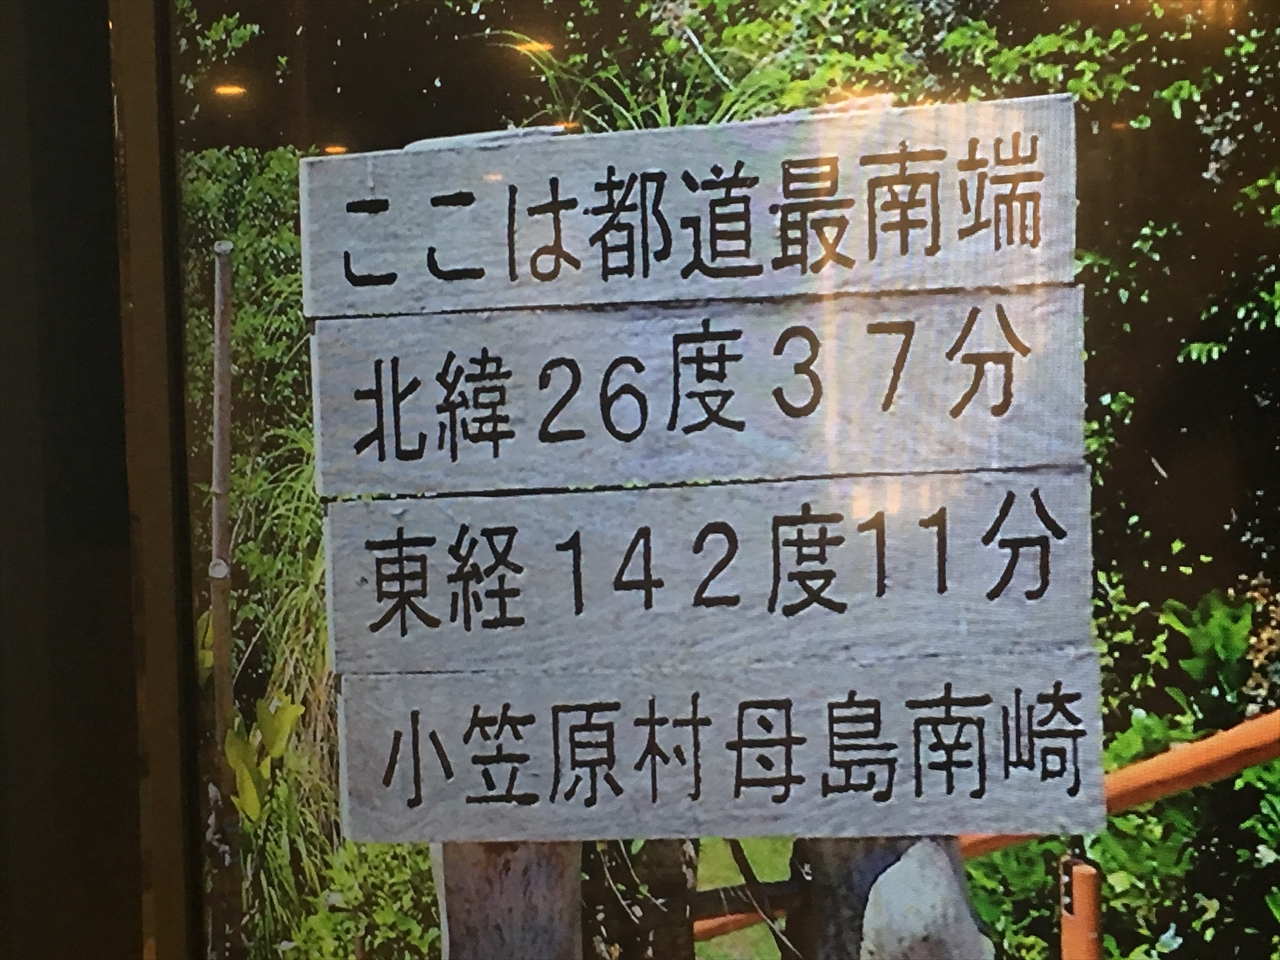 ここは都道最南端
北緯26度37分
東経142度11分
小笠原村母島南崎